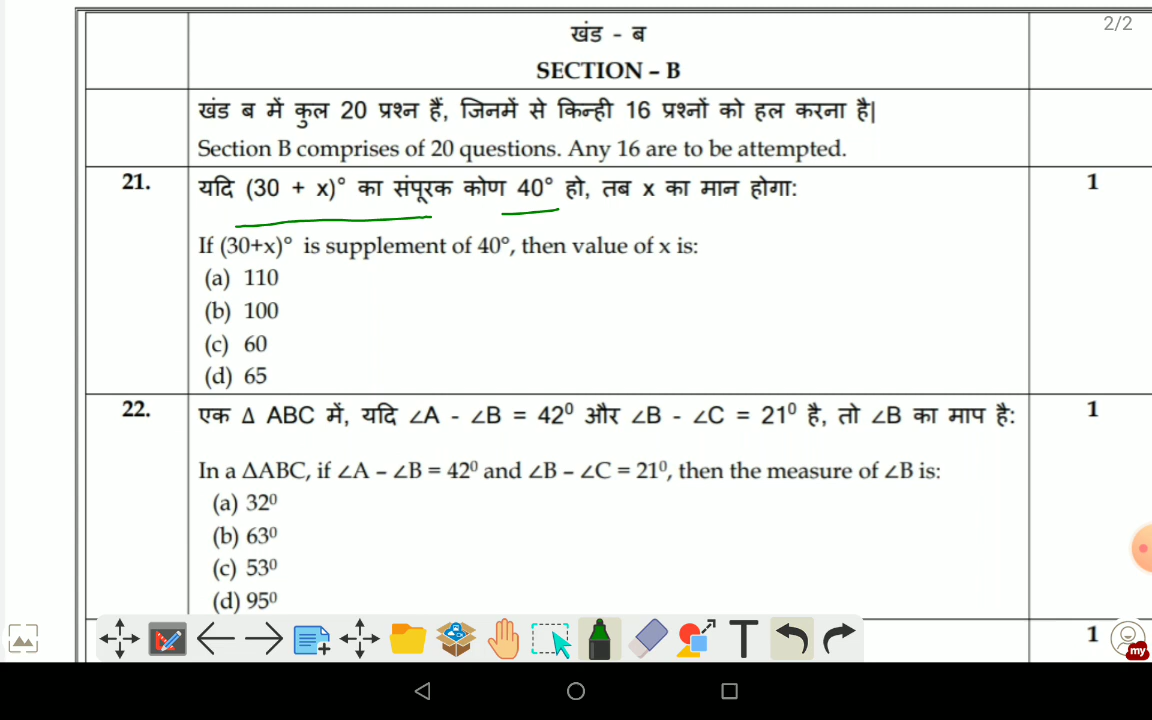 2/2
खंड - ब
SECTION – B
खंड ब में कुल 20 प्रश्न हैं, जिनमें से किन्ही 16 प्रश्नों को हल करना है|
Section B comprises of 20 questions. Any 16 are to be attempted.
21. यदि (30 + x)° का संपूरक कोण 40° हो, तब x का मान होगा: 1
If (30+x)° is supplement of 40°, then value of x is:
(a) 110
(b) 100
(c) 60
(d) 65
22. एक Δ ABC में, यदि ∠A - ∠B = 42⁰ और ∠B - ∠C = 21⁰ है, तो ∠B का माप है: 1
In a ΔABC, if ∠A – ∠B = 42⁰ and ∠B – ∠C = 21⁰, then the measure of ∠B is:
(a) 32⁰
(b) 63⁰
(c) 53⁰
(d) 95⁰
1
T
my